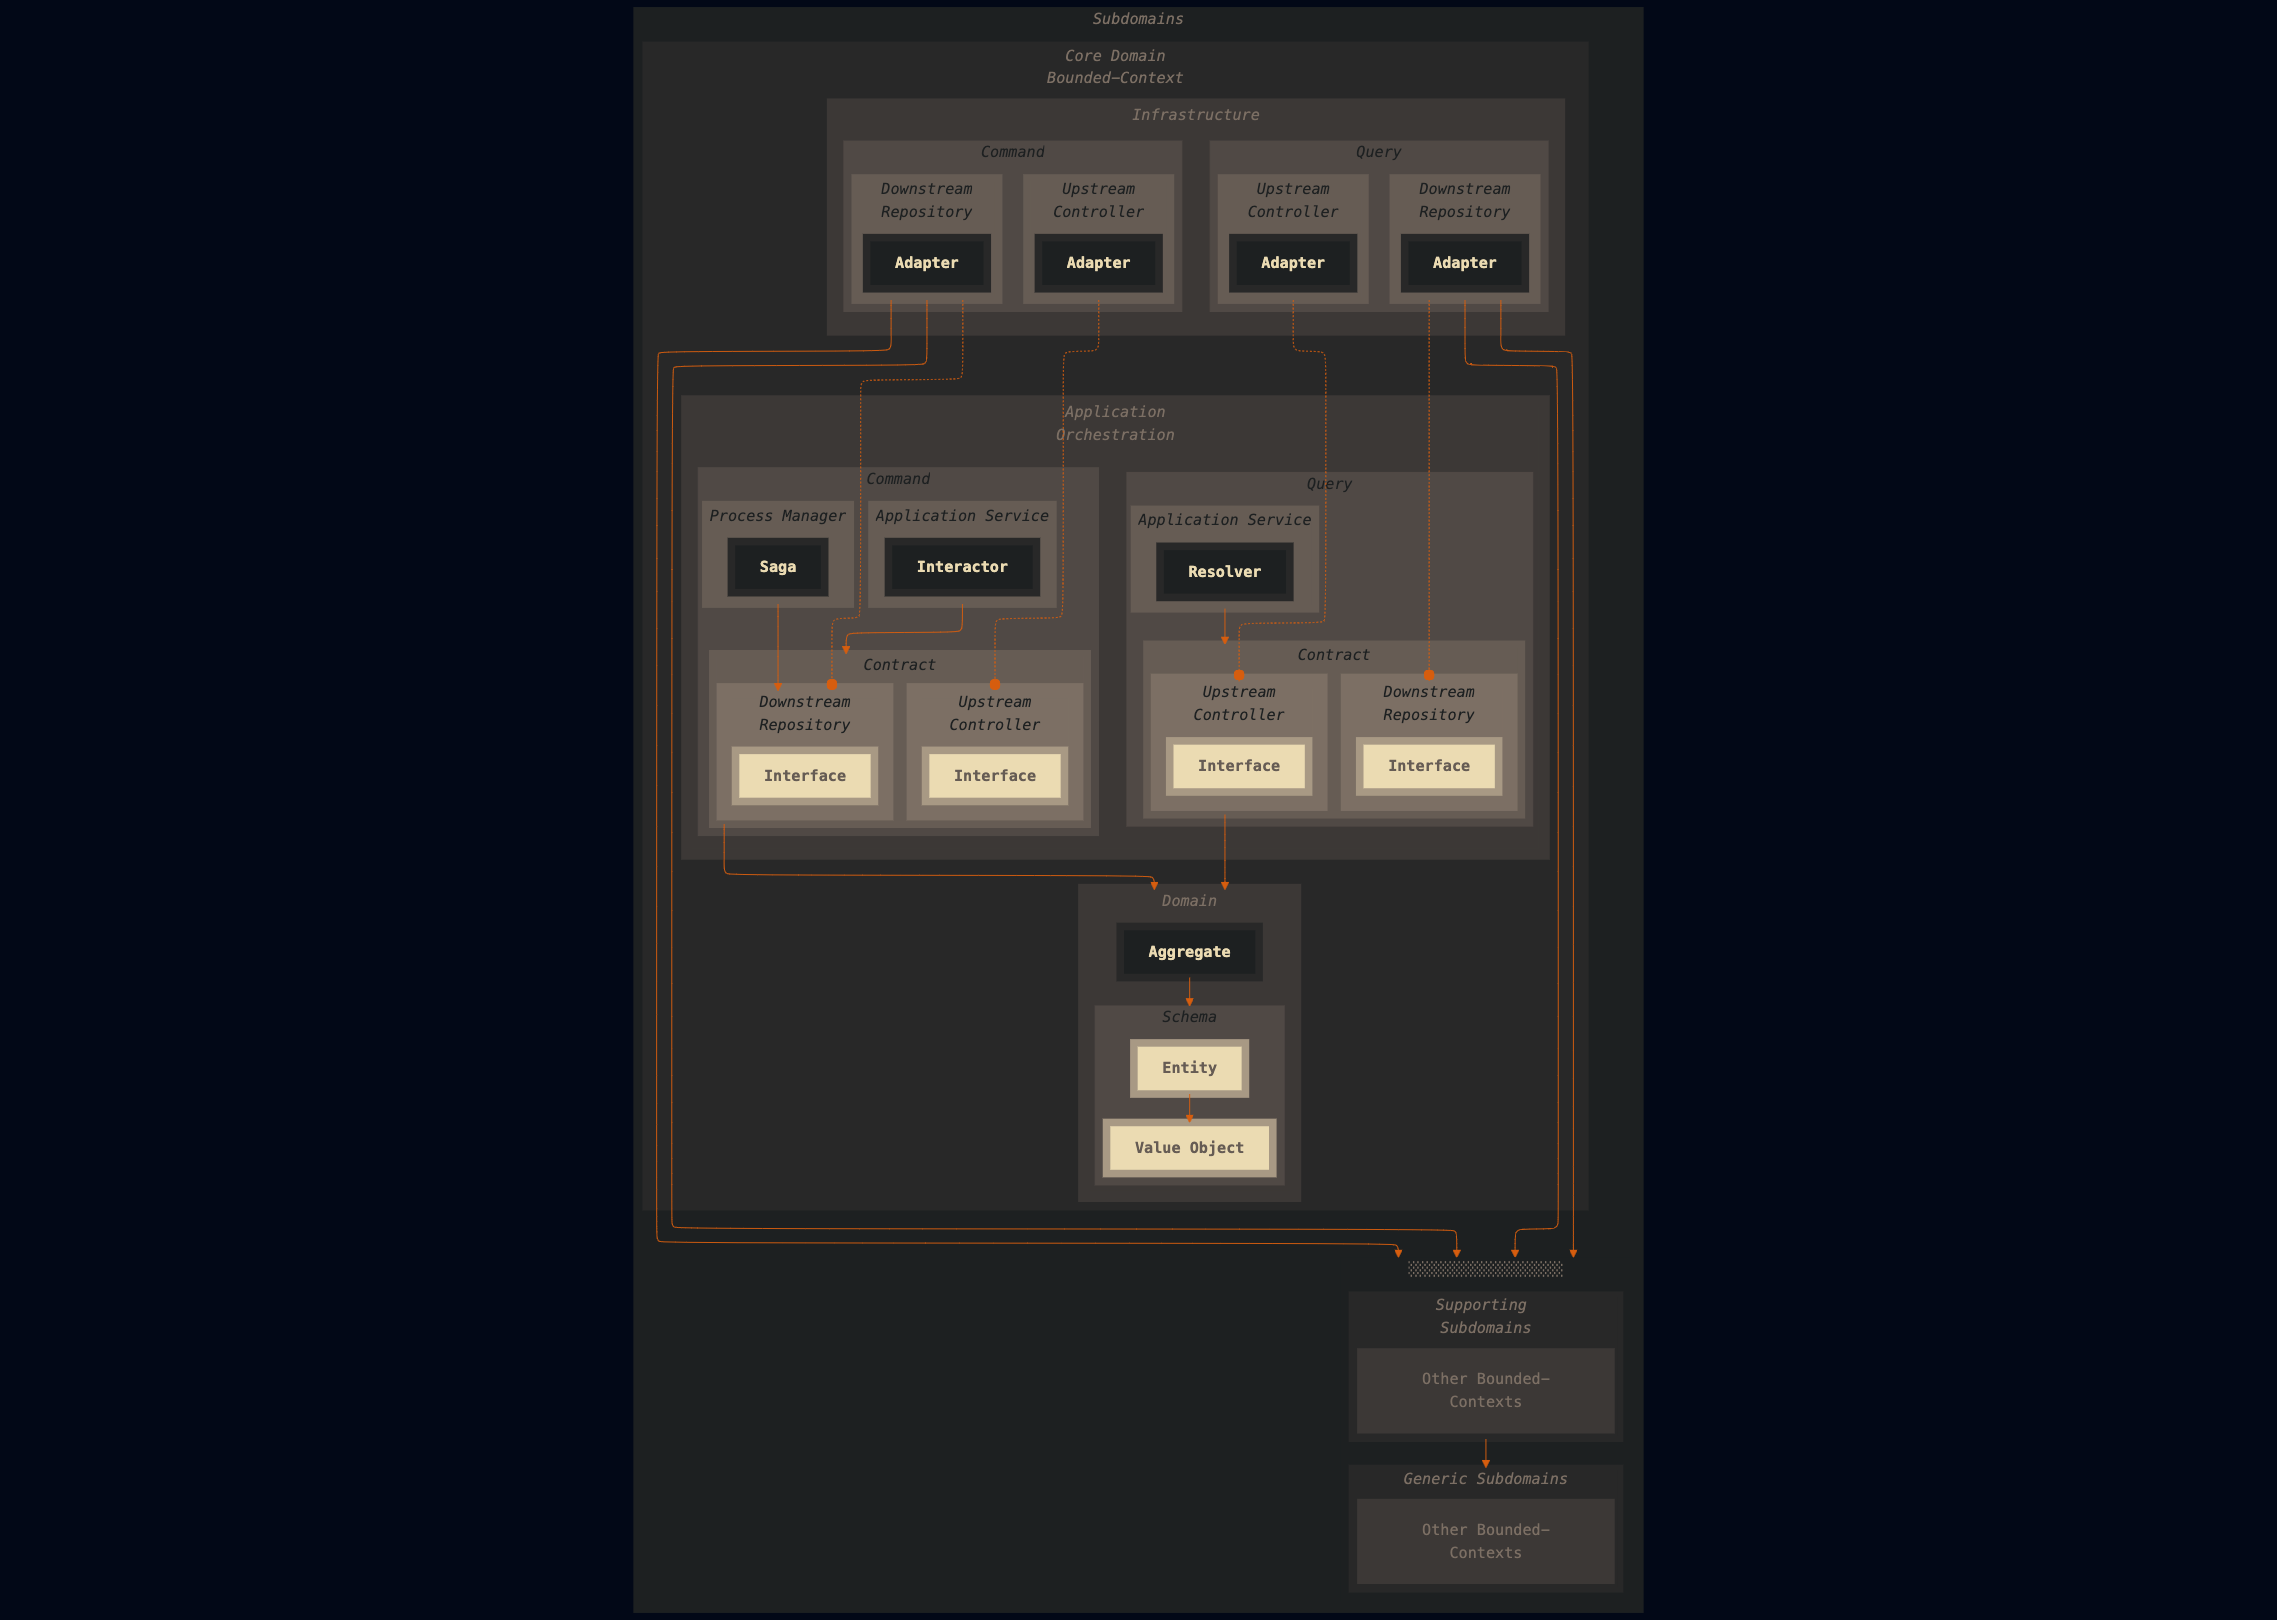 Subdomains
Core Domain
Bounded-Context
Infrastructure
Command
Downstream
Repository
Adapter
Upstream
Controller
Adapter
Query
Upstream
Controller
Adapter
Downstream
Repository
Adapter
Application
Orchestration
Command
Process Manager
Saga
Application Service
Interactor
Contract
Downstream
Repository
Interface
Upstream
Controller
Interface
Query
Application Service
Resolver
Contract
Upstream
Controller
Interface
Downstream
Repository
Interface
Domain
Aggregate
Schema
Entity
Value Object
Supporting
Subdomains
Other Bounded-
Contexts
Generic Subdomains
Other Bounded-
Contexts